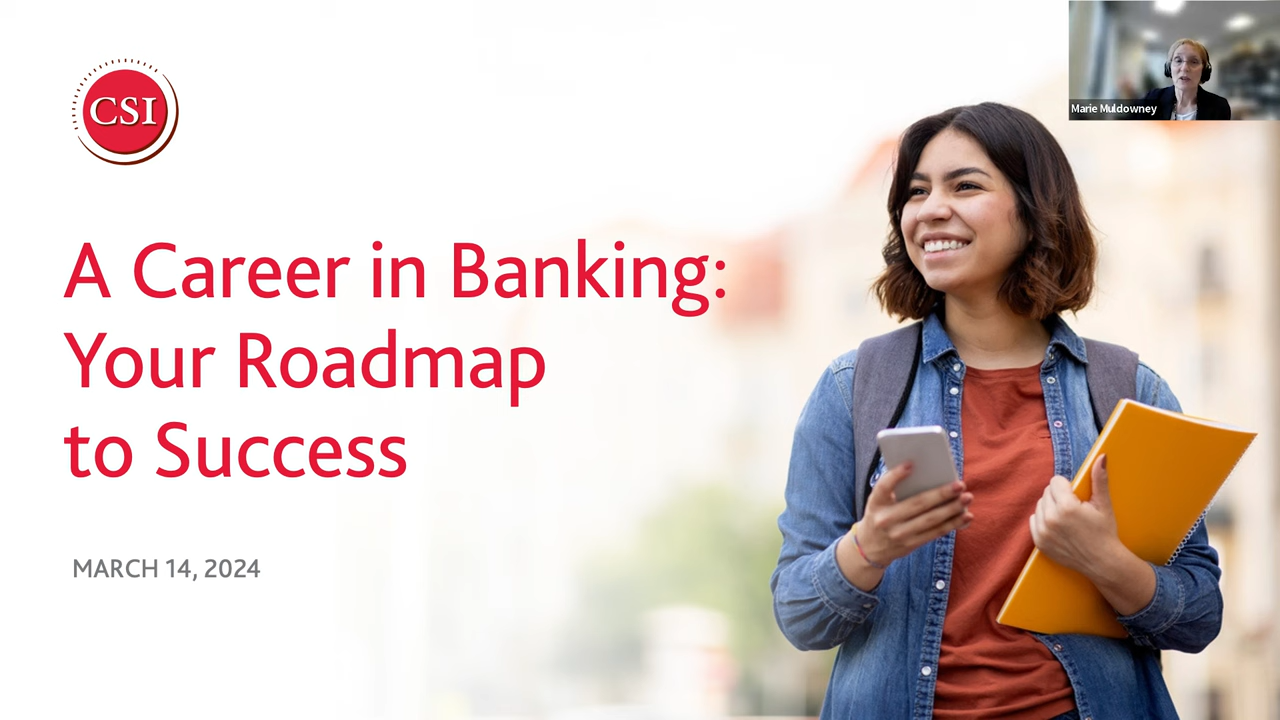 CSI
Marie Muldowney
A Career in Banking:
Your Roadmap
to Success
MARCH 14, 2024